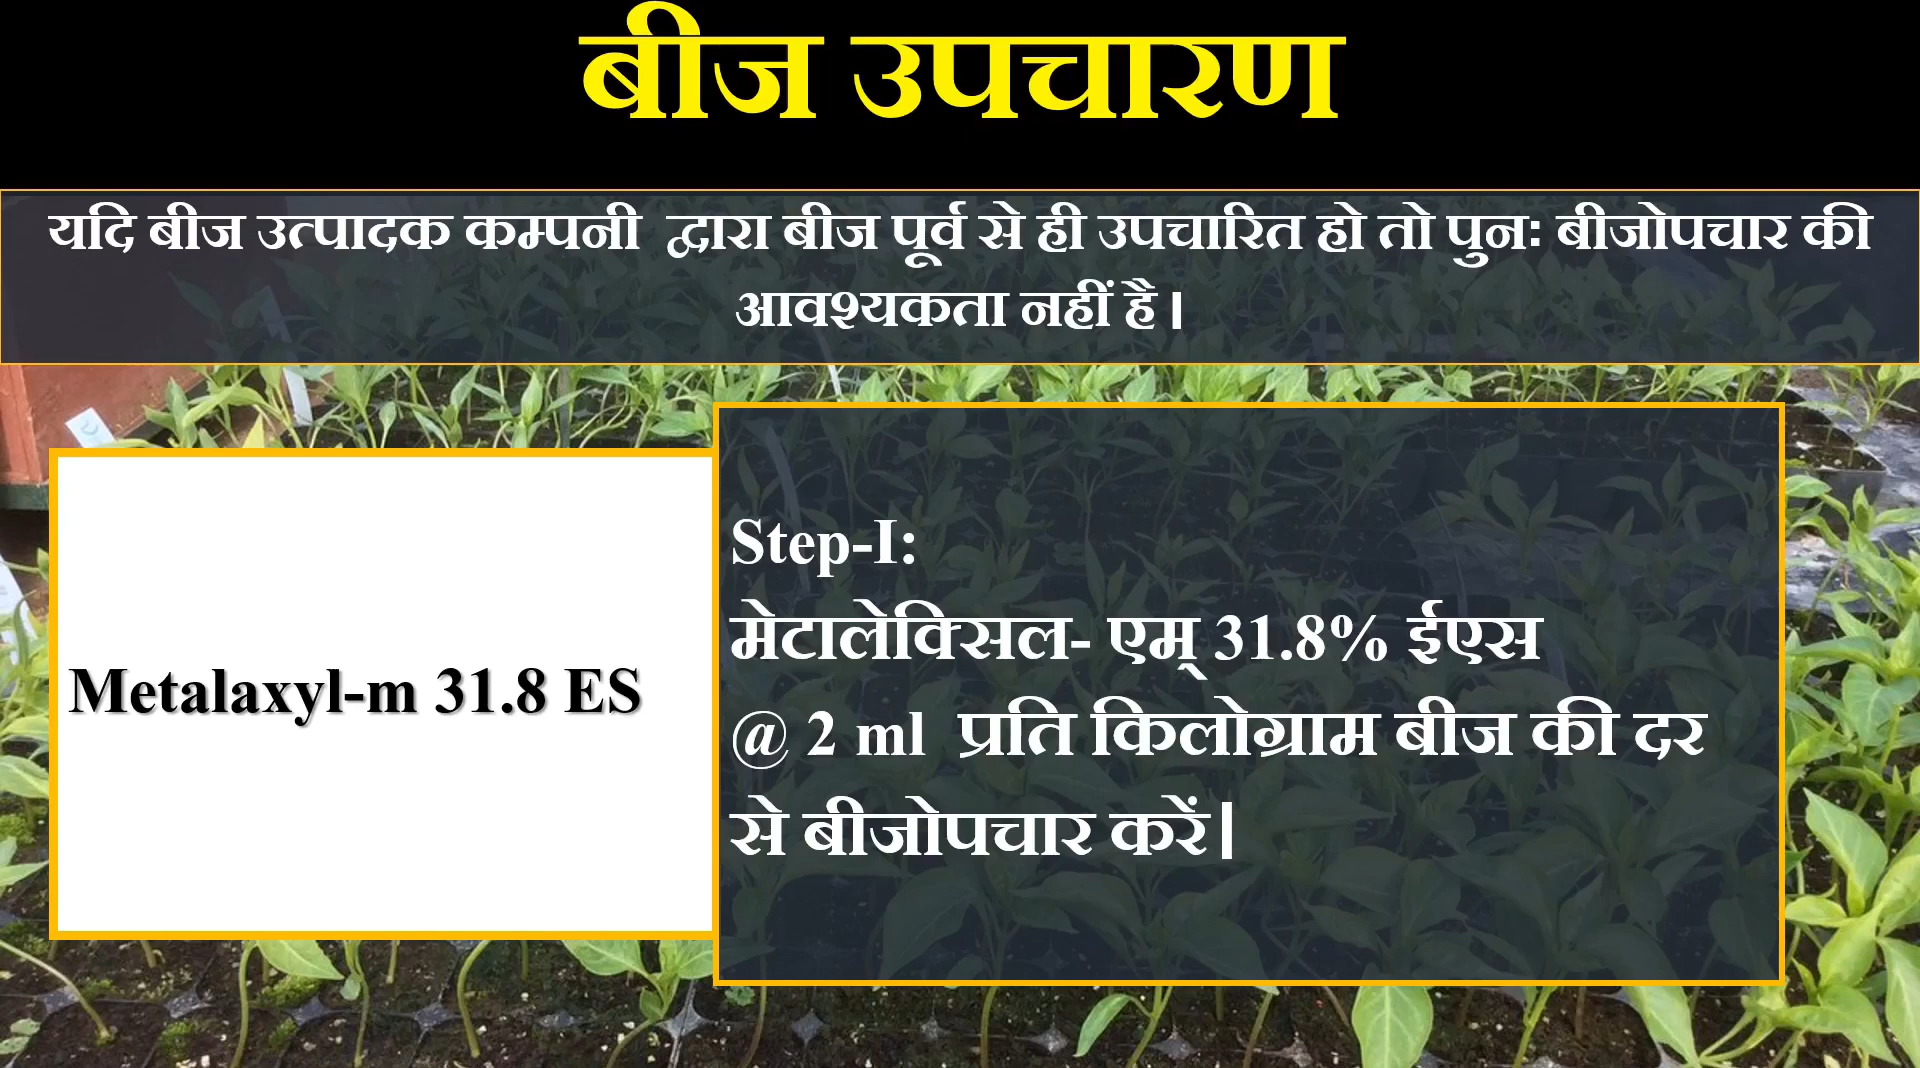 बीज उपचारण
यदि बीज उत्पादक कम्पनी द्वारा बीज पूर्व से ही उपचारित हो तो पुनः बीजोपचार की
आवश्यकता नहीं है।
Metalaxyl-m 31.8 ES
Step-I:
मेटालेक्सिल- एम् 31.8% ईएस
@ 2 ml प्रति किलोग्राम बीज की दर
से बीजोपचार करें|